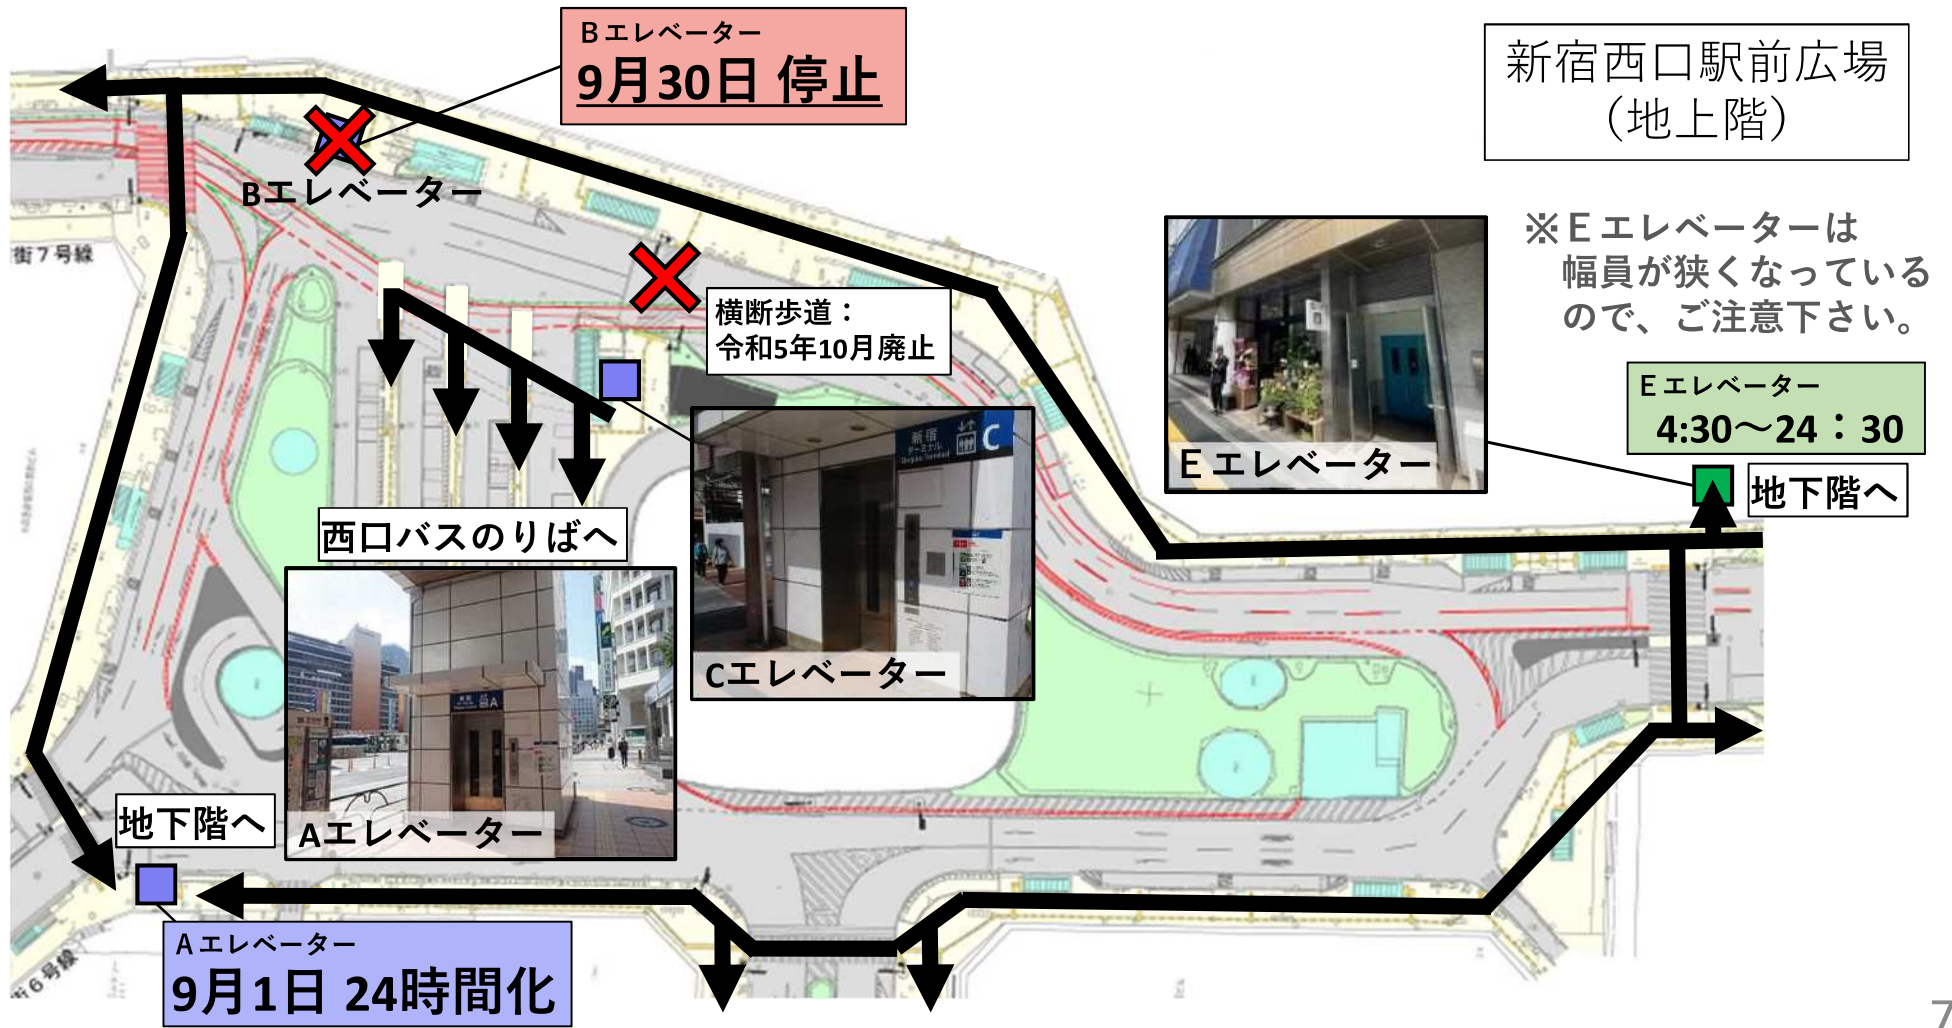 Ｂエレベーター
9月30日 停止
新宿西口駅前広場
（地上階）
Bエレベーター
街７号線
横断歩道：
令和5年10月廃止
※Ｅエレベーターは
幅員が狭くなっている
ので、ご注意下さい。
Ｅエレベーター
4:30～24：30
地下階へ
Ｅエレベーター
新宿
C
西口バスのりばへ
Cエレベーター
A
Aエレベーター
地下階へ
Ａエレベーター
9月1日 24時間化
街６号線
7